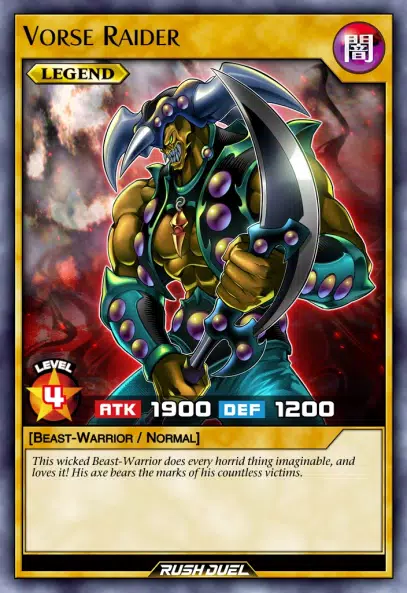 VORSE RAIDER
闇
LEGEND
LEVEL
4
ATK 1900 DEF 1200
[BEAST-WARRIOR / NORMAL]
This wicked Beast-Warrior does every horrid thing imaginable, and
loves it! His axe bears the marks of his countless victims.
RUSH DUEL